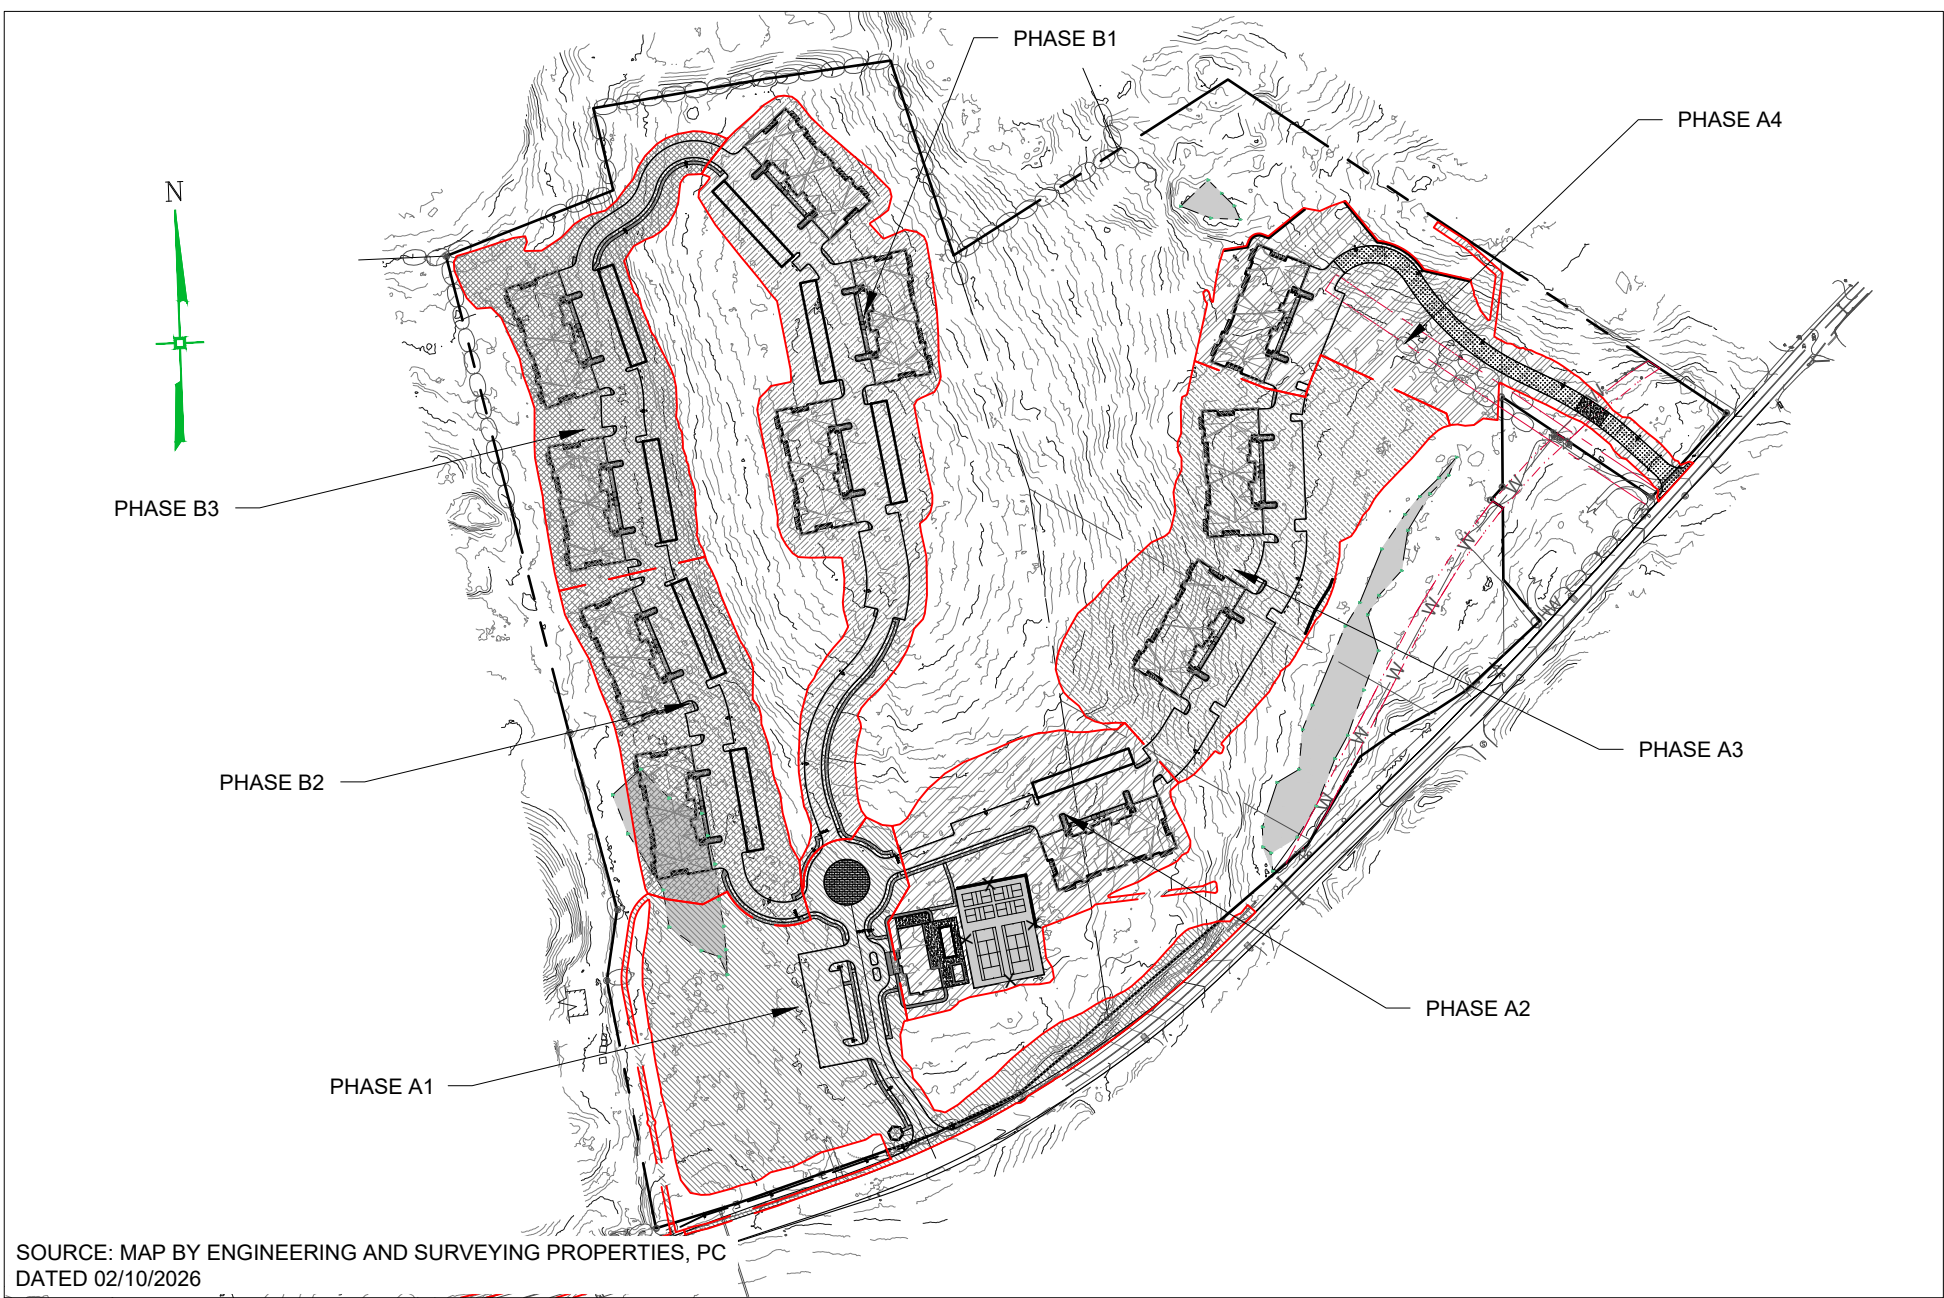 PHASE B1
PHASE A4
N
PHASE B3
W
W
W
HW
W
W
PHASE A3
PHASE B2
W
W
PHASE A2
PHASE A1
SOURCE: MAP BY ENGINEERING AND SURVEYING PROPERTIES, PC
DATED 02/10/2026